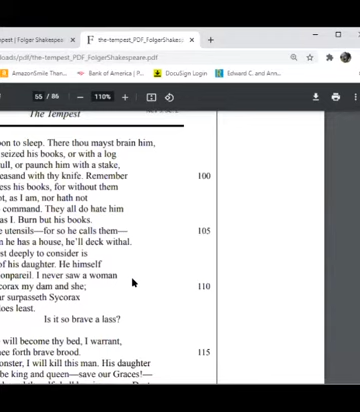 pest | Folger Shakespeare L
the-tempest_PDF_FolgerShakes
loads/pdf/the-tempest_PDF_FolgerShakespeare.pdf
AmazonSmile Than...
Bank of America | P...
DocuSign Login
Edward C. and Ann...
55 / 86
110%
The Tempest
oon to sleep. There thou mayst brain him,
seized his books, or with a log
ull, or paunch him with a stake,
easand with thy knife. Remember 100
ess his books, for without them
ot, as I am, nor hath not
command. They all do hate him
as I. Burn but his books.
e utensils—for so he calls them— 105
n he has a house, he'll deck withal.
st deeply to consider is
of his daughter. He himself
onpareil. I never saw a woman
corax my dam and she; 110
ar surpasseth Sycorax
does least.
Is it so brave a lass?
will become thy bed, I warrant,
hee forth brave brood. 115
onster, I will kill this man. His daughter
be king and queen—save our Graces!—